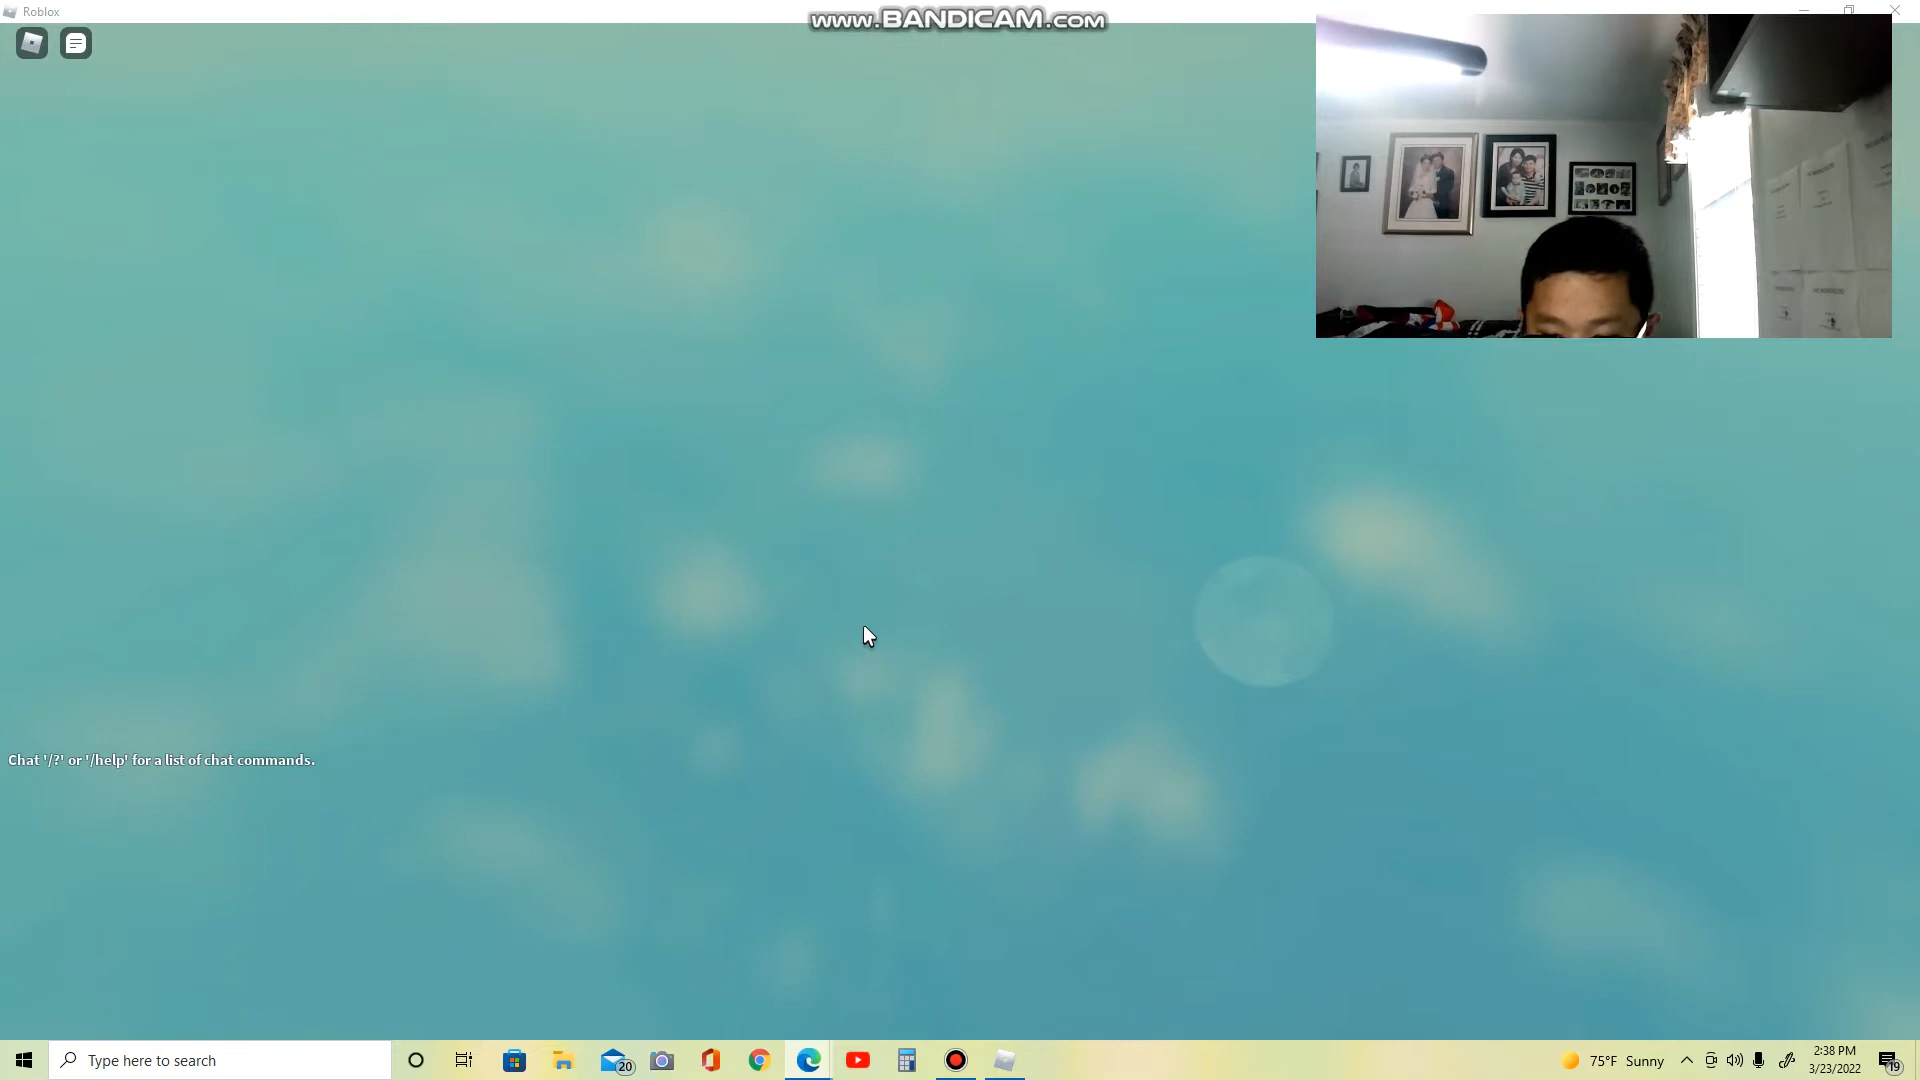 Roblox
www.BANDICAM.com
Chat '/?' or '/help' for a list of chat commands.
Type here to search
20
75°F Sunny
2:38 PM
3/23/2022
19